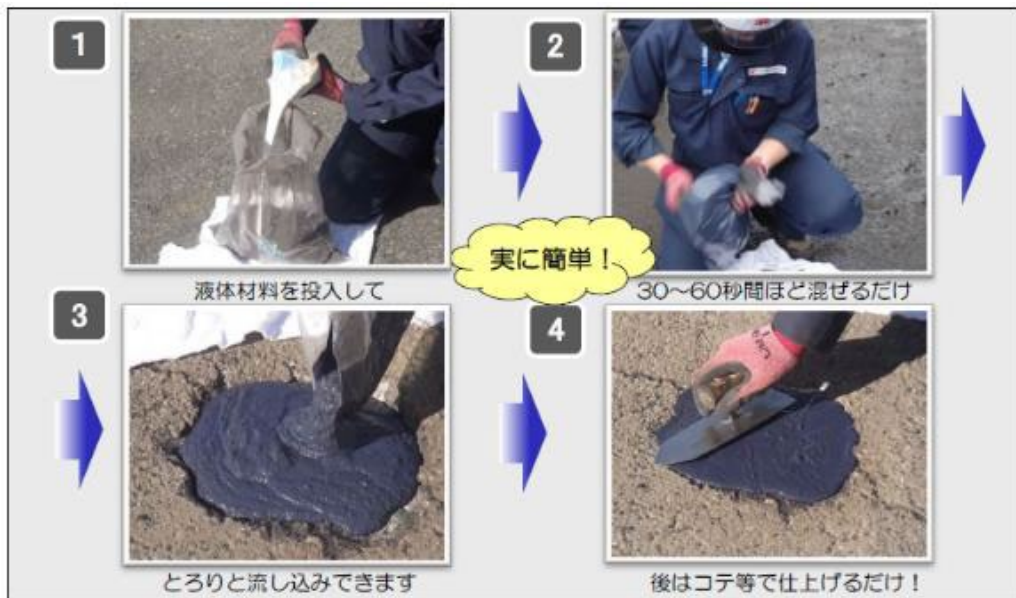 1
液体材料を投入して
2
30～60秒間ほど混ぜるだけ
実に簡単！
3
とろりと流し込みできます
4
後はコテ等で仕上げるだけ！